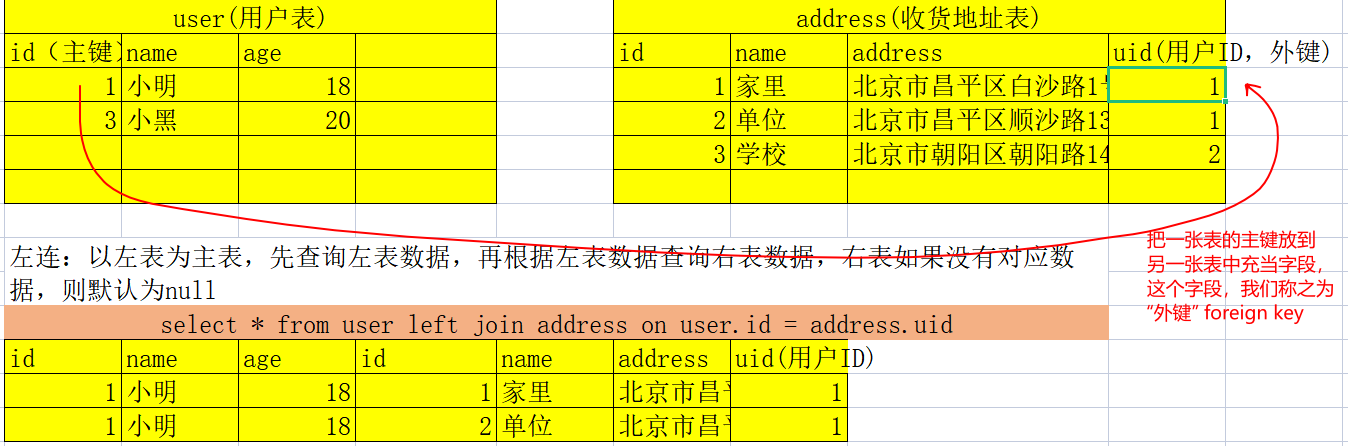 user(用户表)
address(收货地址表)
id（主键） name age
id name address uid(用户ID，外键)
1 小明 18
1 家里 北京市昌平区白沙路1号 1
3 小黑 20
2 单位 北京市昌平区顺沙路13 1
3 学校 北京市朝阳区朝阳路14 2
左连：以左表为主表，先查询左表数据，再根据左表数据查询右表数据，右表如果没有对应数
据，则默认为null
把一张表的主键放到
另一张表中充当字段，
这个字段，我们称之为
“外键” foreign key
select * from user left join address on user.id = address.uid
id name age id name address uid(用户ID)
1 小明 18 1 家里 北京市昌平 1
1 小明 18 2 单位 北京市昌平 1